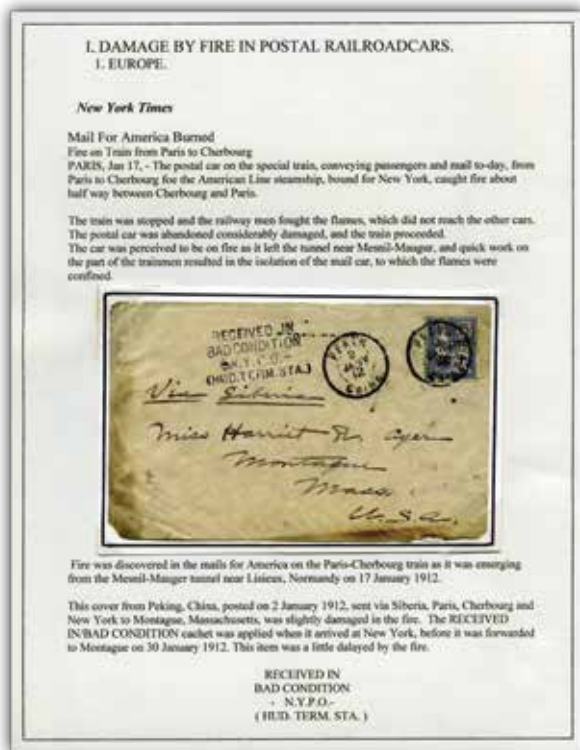 I. DAMAGE BY FIRE IN POSTAL RAILROADCARS.
1. EUROPE.
New York Times
Mail For America Burned
Fire on Train from Paris to Cherbourg
PARIS, Jan 17, - The postal car on the special train, conveying passengers and mail to-day, from
Paris to Cherbourg foe the American Line steamship, bound for New York, caught fire about
half way between Cherbourg and Paris.
The train was stopped and the railway men fought the flames, which did not reach the other cars.
The postal car was abandoned considerably damaged, and the train proceeded.
The car was perceived to be on fire as it left the tunnel near Mesnil-Mauger, and quick work on
the part of the trainmen resulted in the isolation of the mail car, to which the flames were
confined.
RECEIVED IN
BAD CONDITION
N.Y.P.O.-
(HUD. TERM. STA.)
PEKIN
2
12
CHINE
Via Siberia
Miss Harriet R. Ayer
Montague
Mass
U.S.A.
Fire was discovered in the mails for America on the Paris-Cherbourg train as it was emerging
from the Mesnil-Mauger tunnel near Lisieux, Normandy on 17 January 1912.
This cover from Peking, China, posted on 2 January 1912, sent via Siberia, Paris, Cherbourg and
New York to Montague, Massachusetts, was slightly damaged in the fire. The RECEIVED
IN/BAD CONDITION cachet was applied when it arrived at New York, before it was forwarded
to Montague on 30 January 1912. This item was a little dalayed by the fire.
RECEIVED IN
BAD CONDITION
- N.Y.P.O.-
( HUD. TERM. STA. )